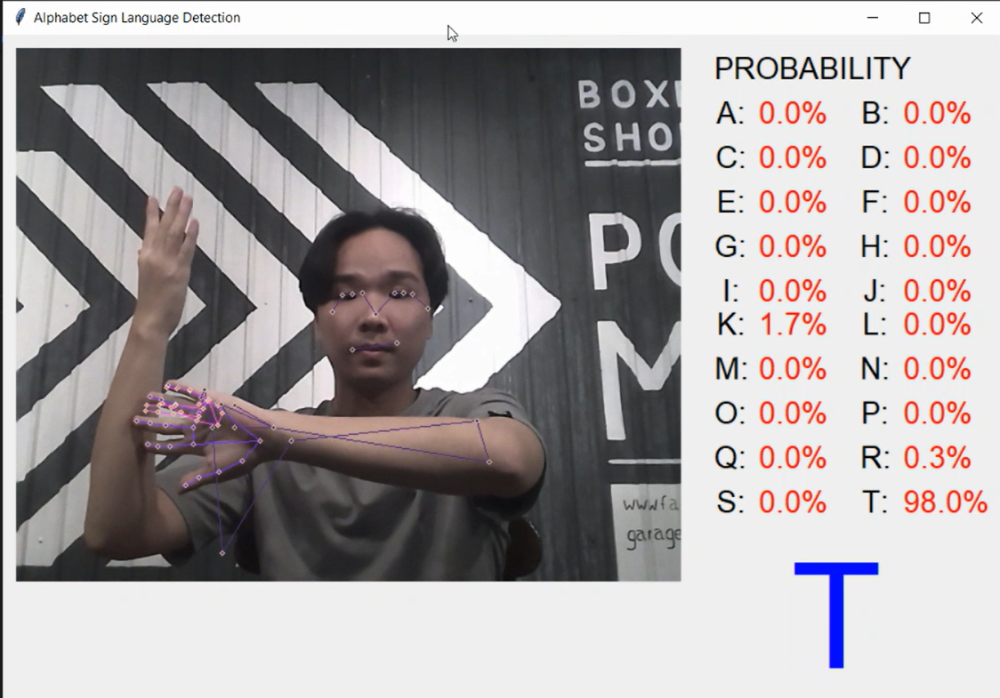 Alphabet Sign Language Detection
BOX
SHO
PO
M
www.fa
garage
PROBABILITY
A: 0.0% B: 0.0%
C: 0.0% D: 0.0%
E: 0.0% F: 0.0%
G: 0.0% H: 0.0%
I: 0.0% J: 0.0%
K: 1.7% L: 0.0%
M: 0.0% N: 0.0%
O: 0.0% P: 0.0%
Q: 0.0% R: 0.3%
S: 0.0% T: 98.0%
T